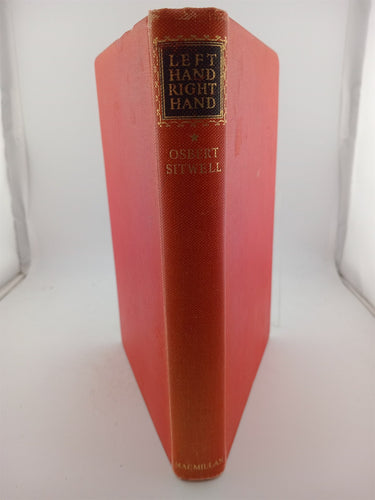 LEFT
HAND
RIGHT
HAND
OSBERT
SITWELL
MACMILLAN